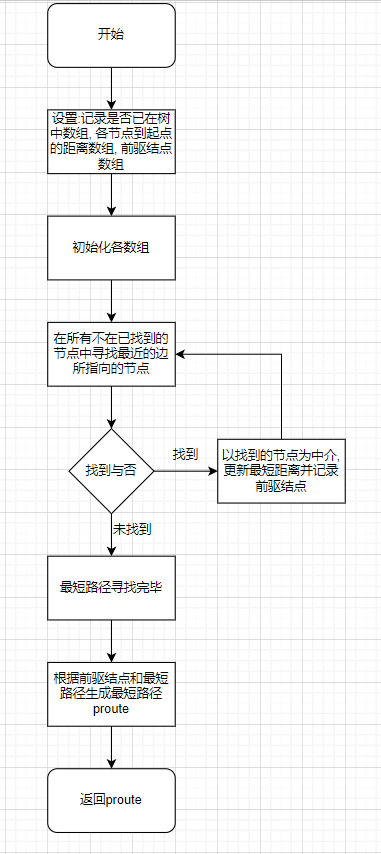 开始
设置:记录是否已在树
中数组, 各节点到起点
的距离数组, 前驱结点
数组
初始化各数组
在所有不在已找到的
节点中寻找最近的边
所指向的节点
找到与否
找到
以找到的节点为中介,
更新最短距离并记录
前驱结点
未找到
最短路径寻找完毕
根据前驱结点和最短
路径生成最短路径
proute
返回proute